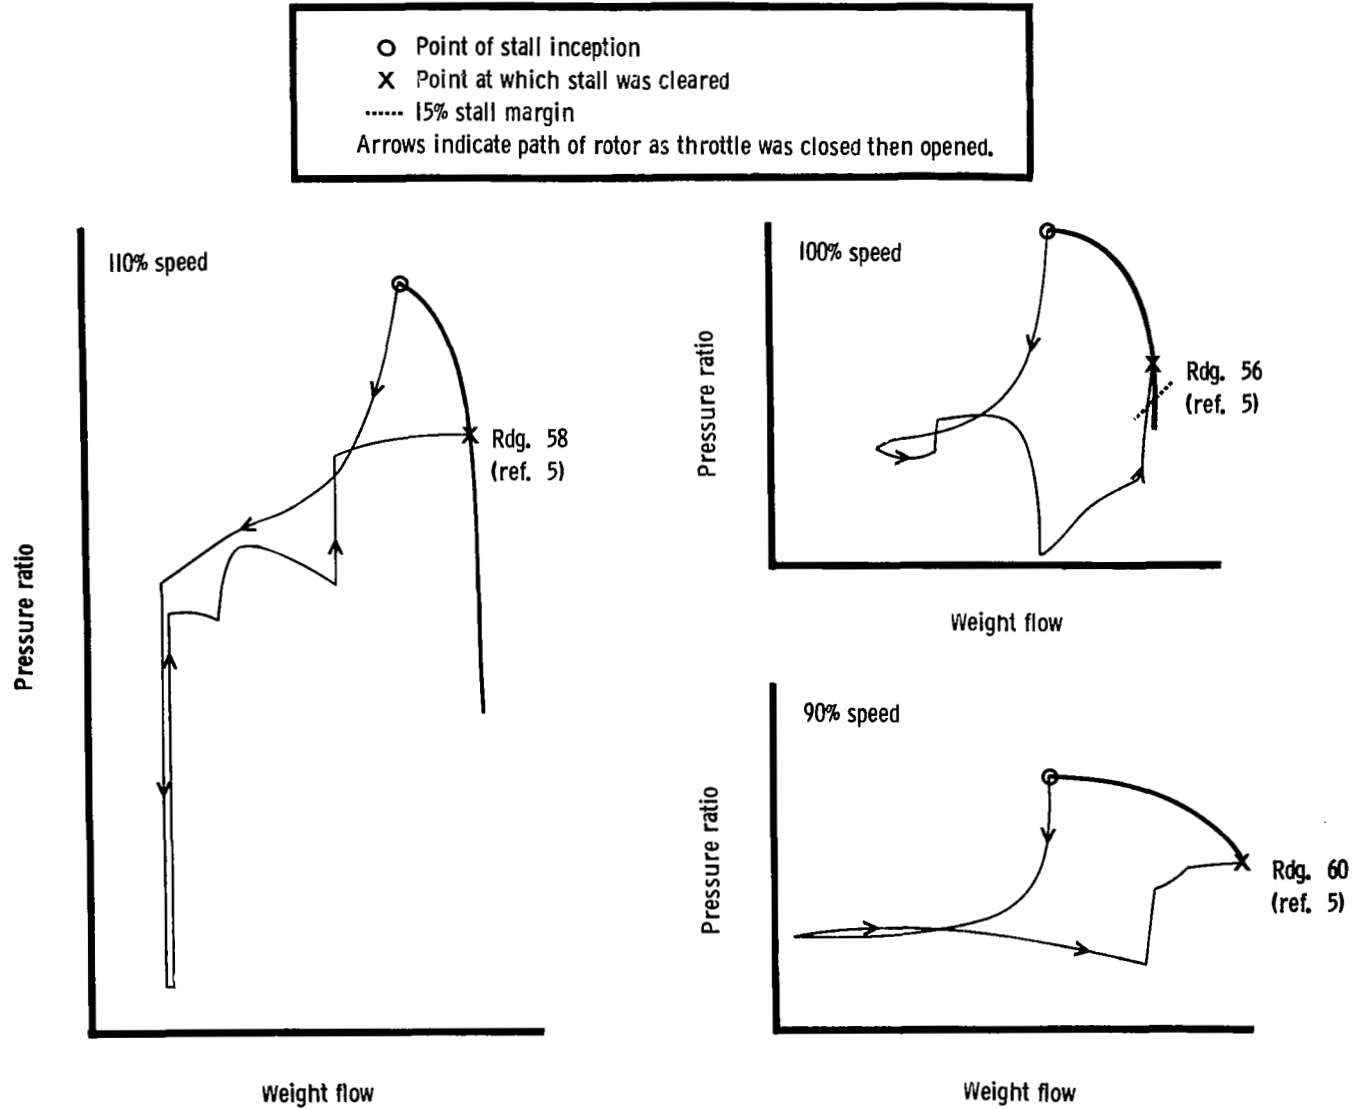 Point of stall inception
Point at which stall was cleared
15% stall margin
Arrows indicate path of rotor as throttle was closed then opened.
110% speed
Rdg. 58
(ref. 5)
Pressure ratio
Weight flow
100% speed
Rdg. 56
(ref. 5)
Pressure ratio
Weight flow
90% speed
Rdg. 60
(ref. 5)
Pressure ratio
Weight flow